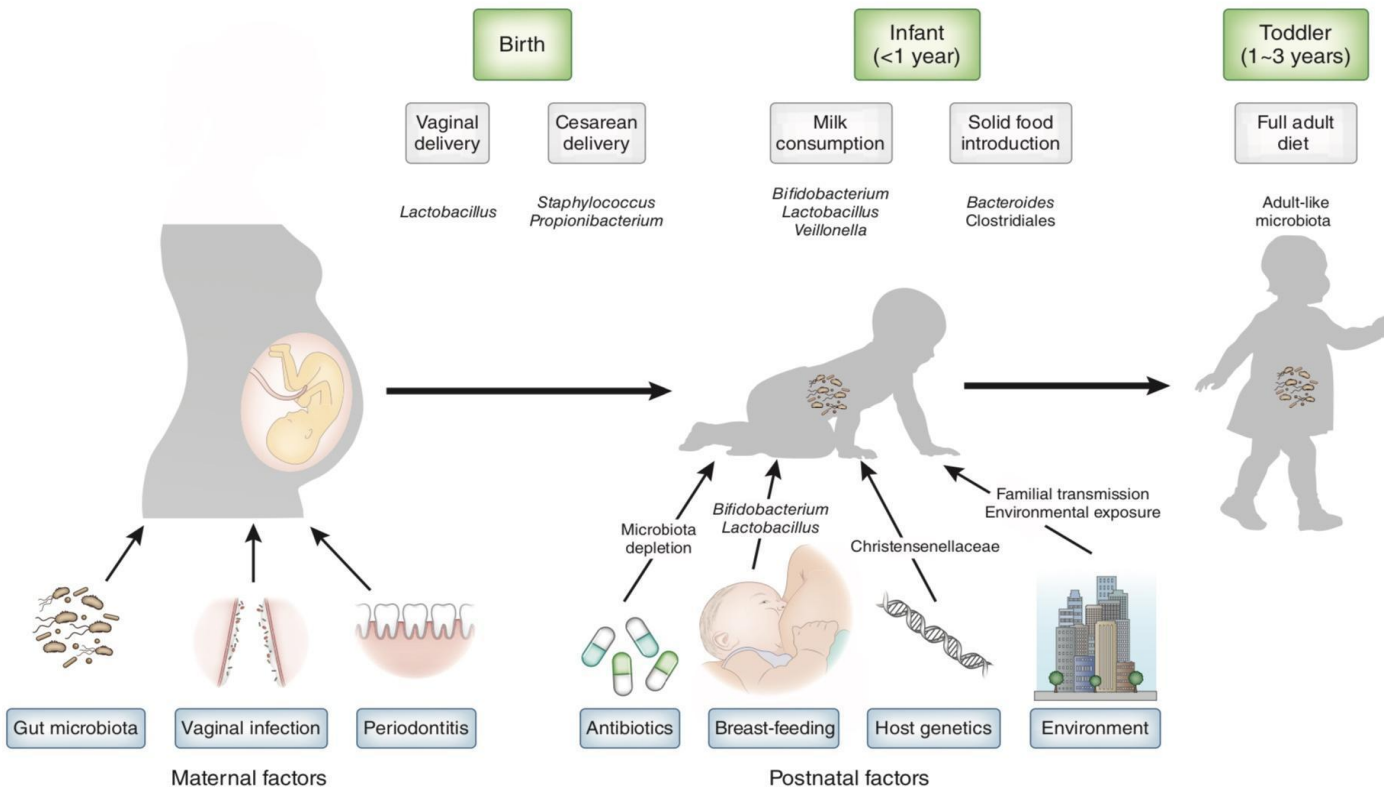 Birth
Infant
(<1 year)
Toddler
(1~3 years)
Vaginal
delivery
Cesarean
delivery
Milk
consumption
Solid food
introduction
Full adult
diet
Lactobacillus
Staphylococcus
Propionibacterium
Bifidobacterium
Lactobacillus
Veillonella
Bacteroides
Clostridiales
Adult-like
microbiota
Microbiota
depletion
Bifidobacterium
Lactobacillus
Christensenellaceae
Familial transmission
Environmental exposure
Gut microbiota
Vaginal infection
Periodontitis
Antibiotics
Breast-feeding
Host genetics
Environment
Maternal factors
Postnatal factors